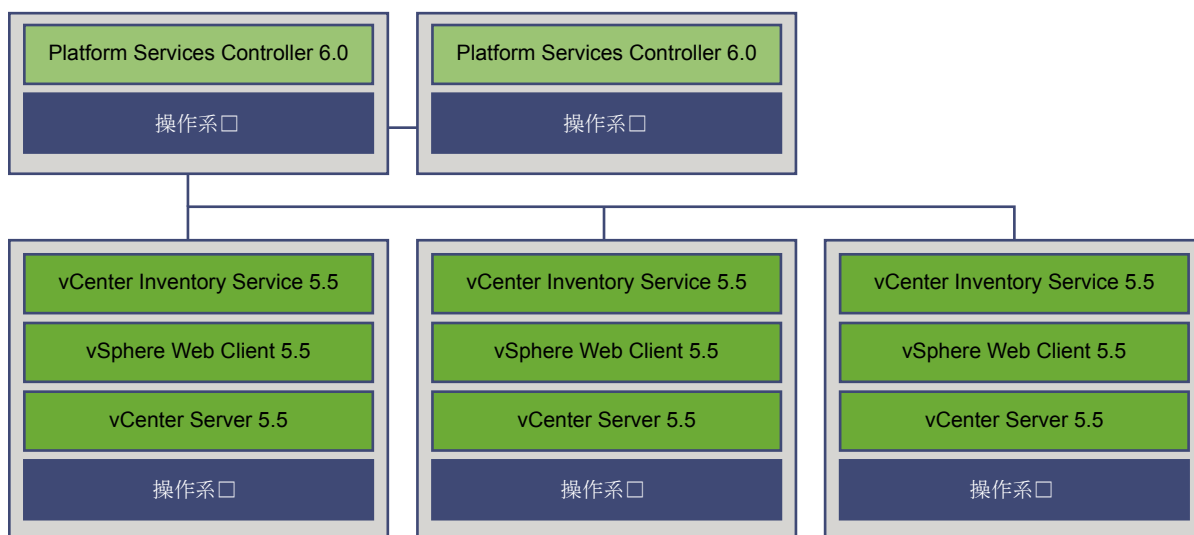 Platform Services Controller 6.0
Platform Services Controller 6.0
操作系□
操作系□
vCenter Inventory Service 5.5
vCenter Inventory Service 5.5
vCenter Inventory Service 5.5
vSphere Web Client 5.5
vSphere Web Client 5.5
vSphere Web Client 5.5
vCenter Server 5.5
vCenter Server 5.5
vCenter Server 5.5
操作系□
操作系□
操作系□